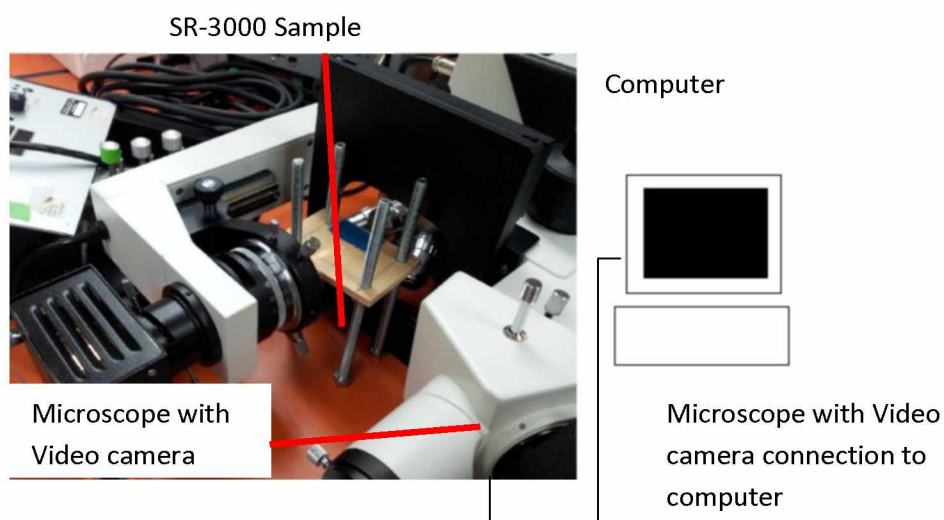 SR-3000 Sample
Computer
Microscope with
Video camera
Microscope with Video
camera connection to
computer